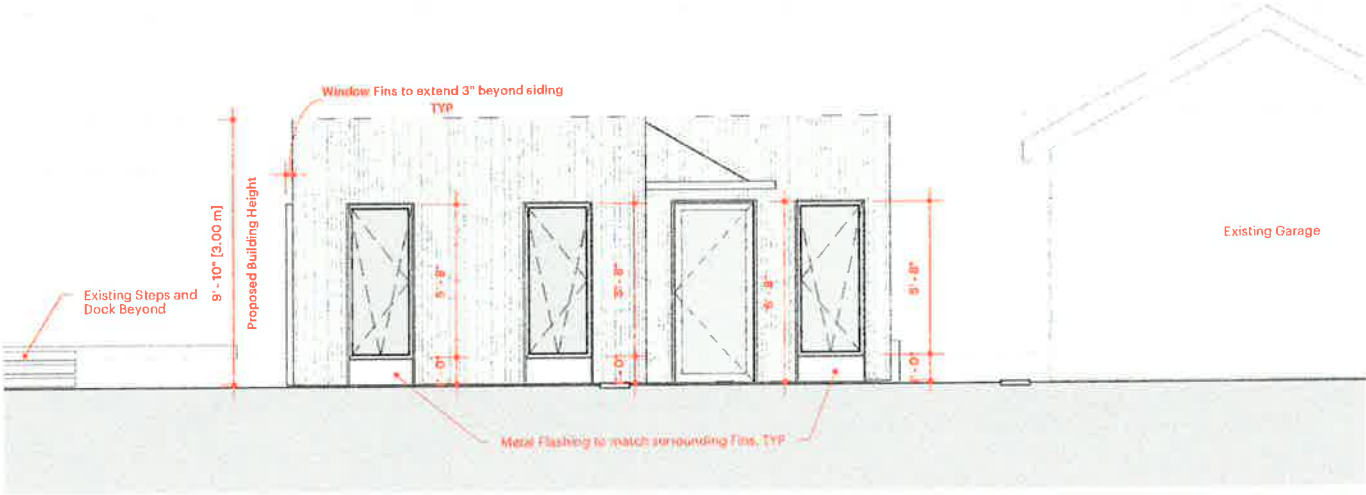 Window Fins to extend 3" beyond siding
TYP
9' - 10" [3.00 m]
Proposed Building Height
Existing Steps and
Dock Beyond
5' - 8"
1' - 0"
5' - 8"
1' - 0"
6' - 8"
5' - 8"
1' - 0"
Existing Garage
Metal Flashing to match surrounding Fins, TYP